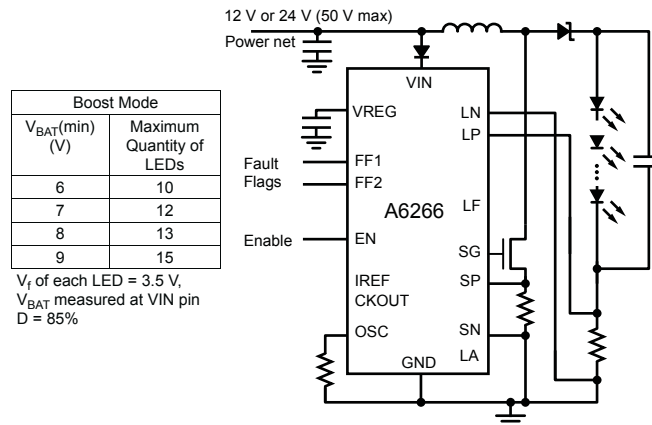 12 V or 24 V (50 V max)
Power net
VIN
VREG
LN
LP
Fault
Flags
FF1
FF2
A6266
LF
Enable
EN
SG
IREF
CKOUT
SP
OSC
SN
LA
GND
Boost Mode
V_BAT(min)
(V)
Maximum
Quantity of
LEDs
6 10
7 12
8 13
9 15
V_f of each LED = 3.5 V,
V_BAT measured at VIN pin
D = 85%